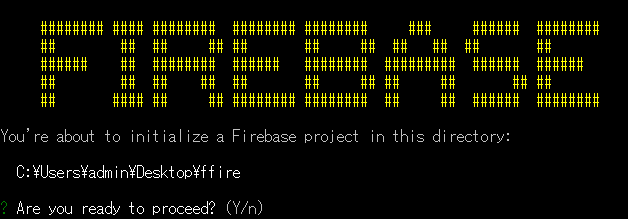 FIREBASE
You're about to initialize a Firebase project in this directory:
C:¥Users¥admin¥Desktop¥ffire
? Are you ready to proceed? (Y/n)